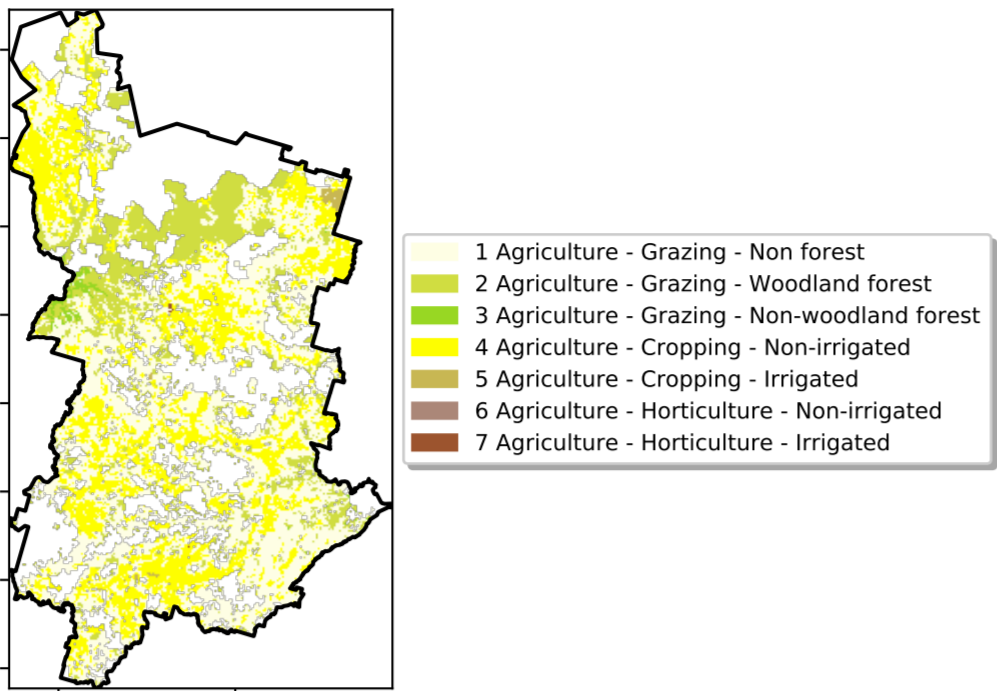 1 Agriculture - Grazing - Non forest
2 Agriculture - Grazing - Woodland forest
3 Agriculture - Grazing - Non-woodland forest
4 Agriculture - Cropping - Non-irrigated
5 Agriculture - Cropping - Irrigated
6 Agriculture - Horticulture - Non-irrigated
7 Agriculture - Horticulture - Irrigated